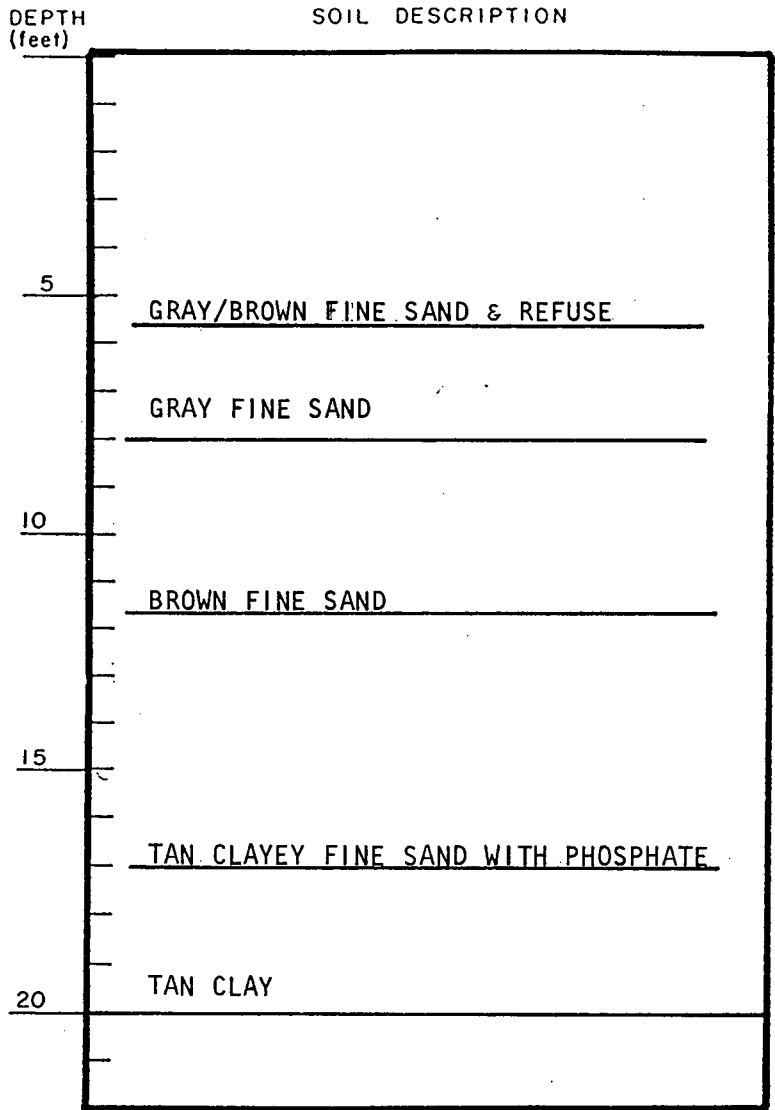 DEPTH
(feet)
SOIL DESCRIPTION
5
GRAY/BROWN FINE SAND & REFUSE
GRAY FINE SAND
10
BROWN FINE SAND
15
TAN CLAYEY FINE SAND WITH PHOSPHATE
TAN CLAY
20